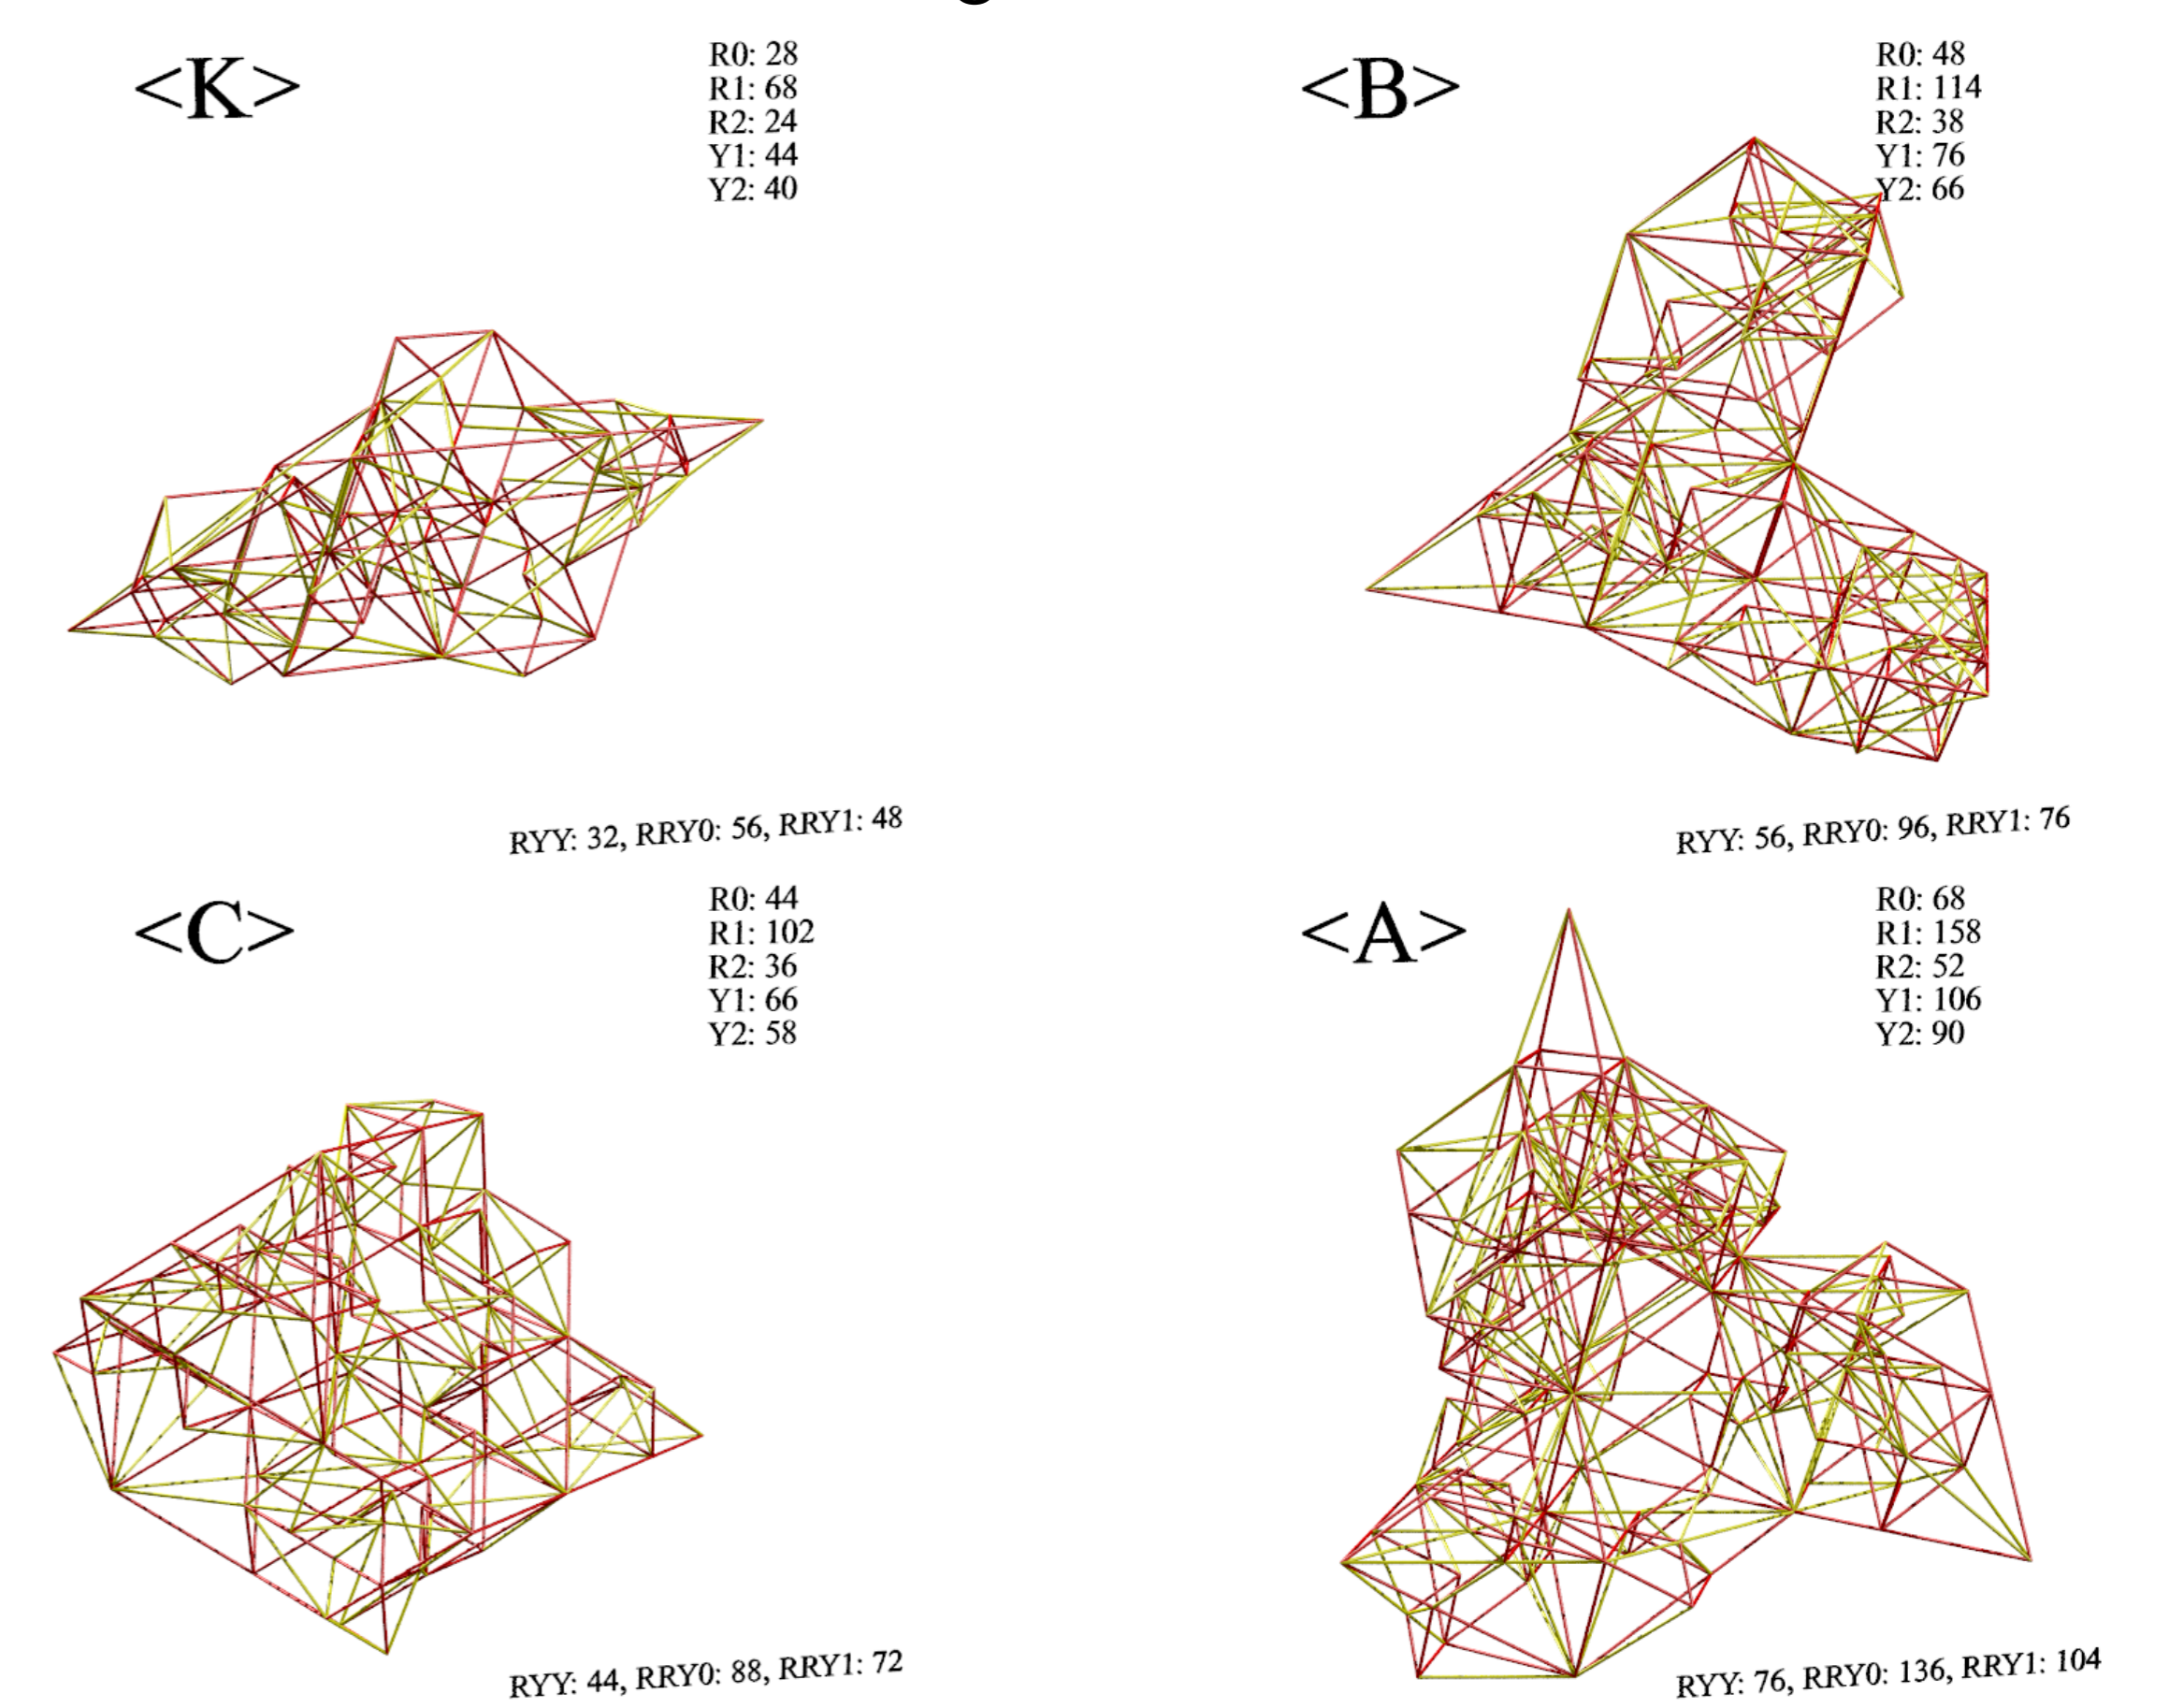 <K>
R0: 28
R1: 68
R2: 24
Y1: 44
Y2: 40
RYY: 32, RRY0: 56, RRY1: 48
<B>
R0: 48
R1: 114
R2: 38
Y1: 76
Y2: 66
RYY: 56, RRY0: 96, RRY1: 76
<C>
R0: 44
R1: 102
R2: 36
Y1: 66
Y2: 58
RYY: 44, RRY0: 88, RRY1: 72
<A>
R0: 68
R1: 158
R2: 52
Y1: 106
Y2: 90
RYY: 76, RRY0: 136, RRY1: 104